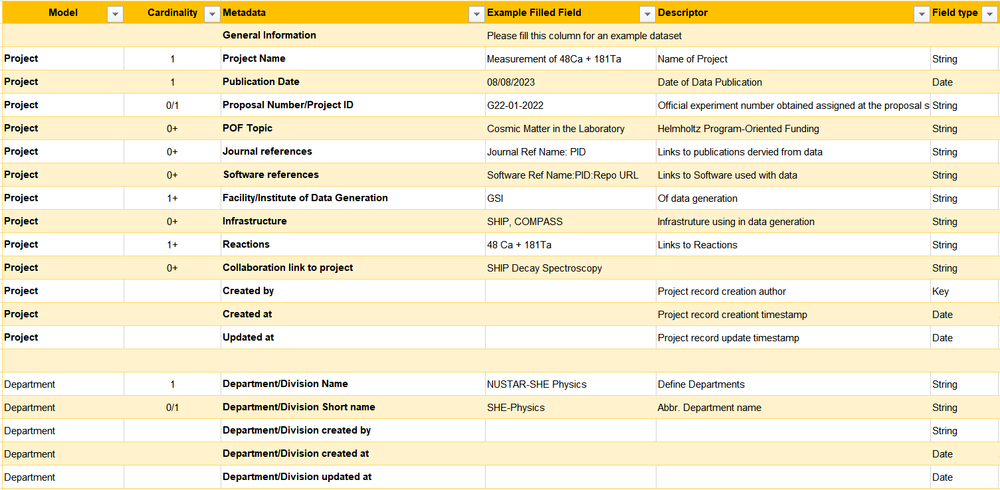 Model Cardinality Metadata Example Filled Field Descriptor Field type
General Information Please fill this column for an example dataset
Project 1 Project Name Measurement of 48Ca + 181Ta Name of Project String
Project 1 Publication Date 08/08/2023 Date of Data Publication Date
Project 0/1 Proposal Number/Project ID G22-01-2022 Official experiment number obtained assigned at the proposal s String
Project 0+ POF Topic Cosmic Matter in the Laboratory Helmholtz Program-Oriented Funding String
Project 0+ Journal references Journal Ref Name: PID Links to publications dervied from data String
Project 0+ Software references Software Ref Name:PID:Repo URL Links to Software used with data String
Project 1+ Facility/Institute of Data Generation GSI Of data generation String
Project 0+ Infrastructure SHIP, COMPASS Infrastruture using in data generation String
Project 1+ Reactions 48 Ca + 181Ta Links to Reactions String
Project 0+ Collaboration link to project SHIP Decay Spectroscopy String
Project Created by Project record creation author Key
Project Created at Project record creationt timestamp Date
Project Updated at Project record update timestamp Date
Department 1 Department/Division Name NUSTAR-SHE Physics Define Departments String
Department 0/1 Department/Division Short name SHE-Physics Abbr. Department name String
Department Department/Division created by String
Department Department/Division created at Date
Department Department/Division updated at Date